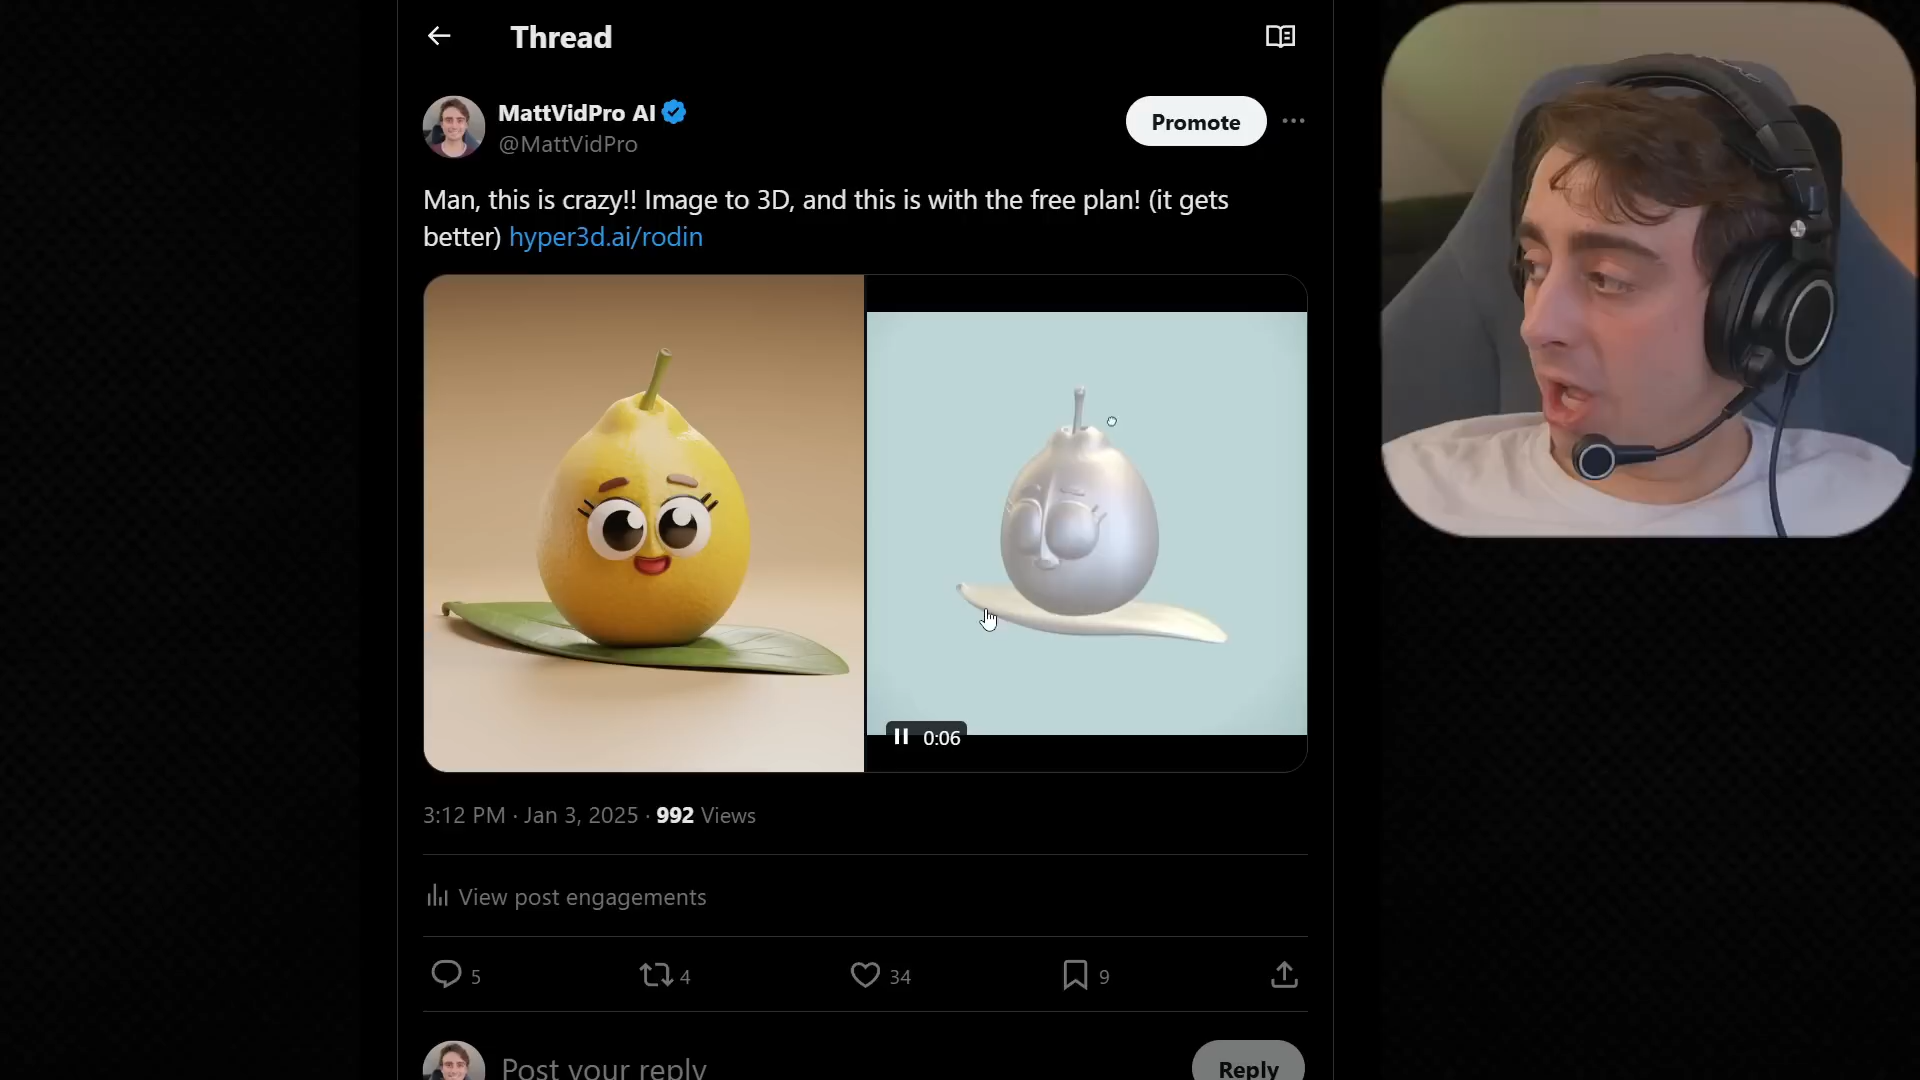 Thread
MattVidPro AI
@MattVidPro
Promote
Man, this is crazy!! Image to 3D, and this is with the free plan! (it gets
better) hyper3d.ai/rodin
0:06
3:12 PM · Jan 3, 2025 · 992 Views
View post engagements
5
4
34
9
Post your reply
Reply